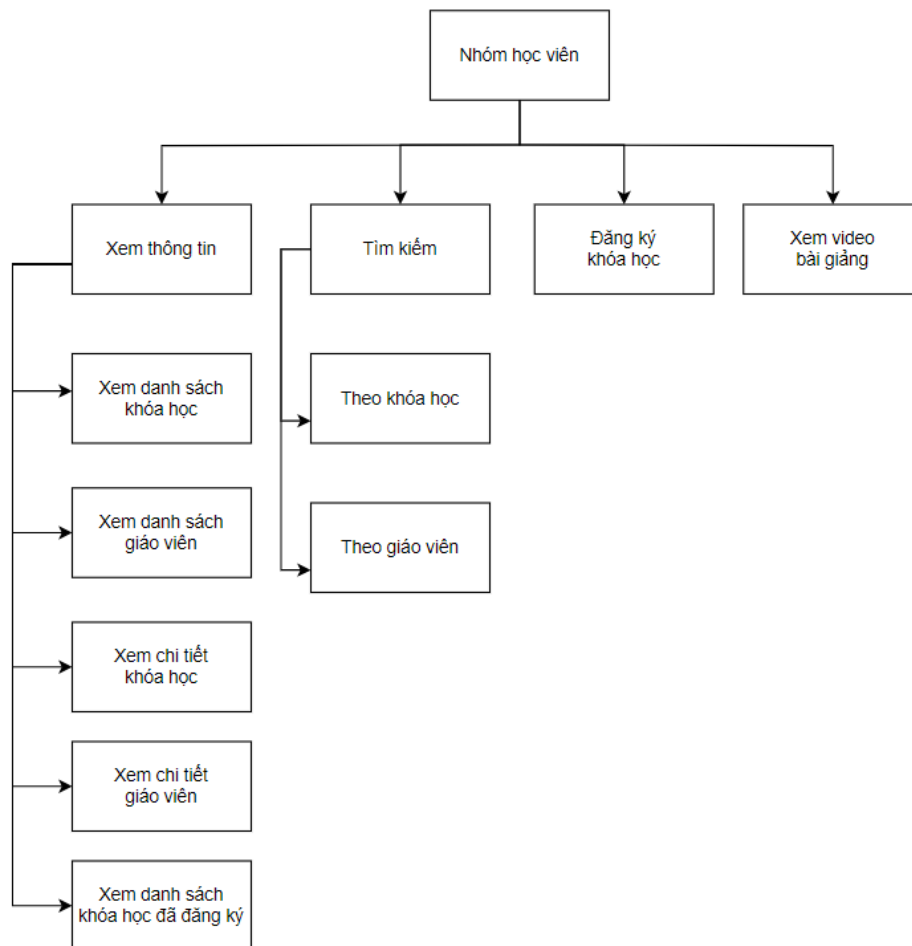 Nhóm học viên
Xem thông tin
Tìm kiếm
Đăng ký
khóa học
Xem video
bài giảng
Xem danh sách
khóa học
Theo khóa học
Xem danh sách
giáo viên
Theo giáo viên
Xem chi tiết
khóa học
Xem chi tiết
giáo viên
Xem danh sách
khóa học đã đăng ký